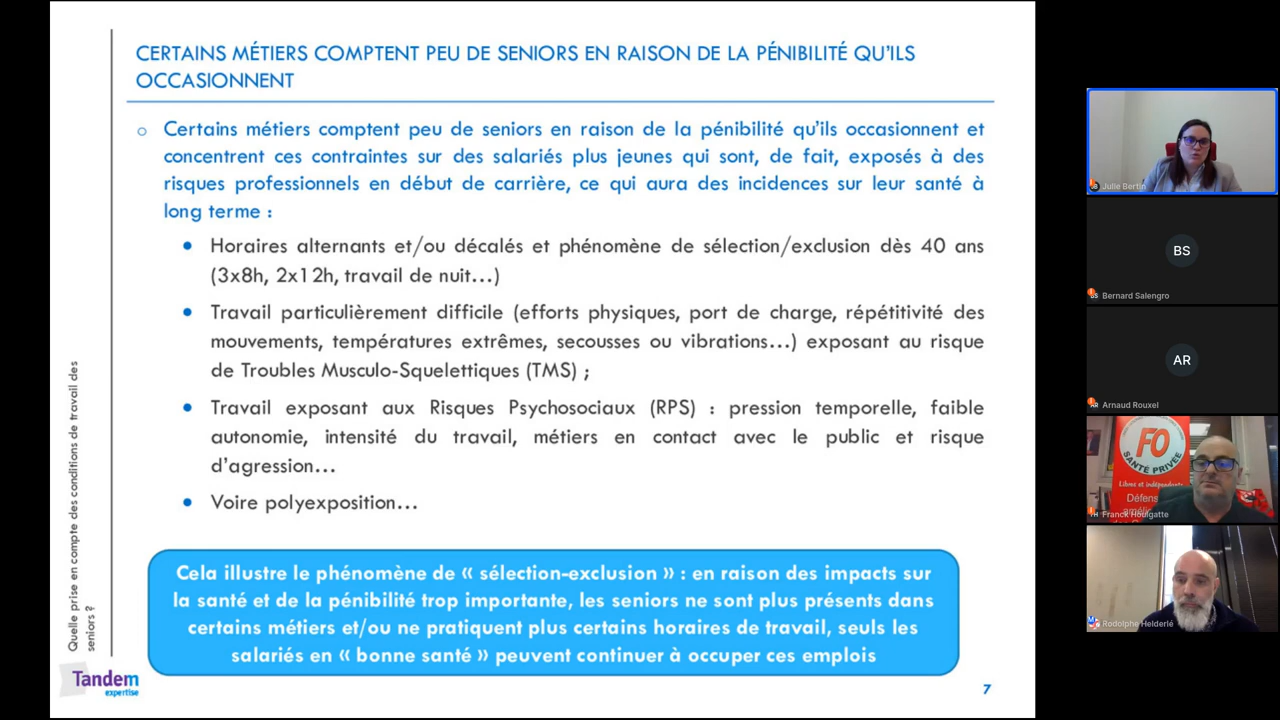 CERTAINS MÉTIERS COMPTENT PEU DE SENIORS EN RAISON DE LA PÉNIBILITÉ QU'ILS
OCCASIONNENT
Certains métiers comptent peu de seniors en raison de la pénibilité qu'ils occasionnent et
concentrent ces contraintes sur des salariés plus jeunes qui sont, de fait, exposés à des
risques professionnels en début de carrière, ce qui aura des incidences sur leur santé à
long terme :
Horaires alternants et/ou décalés et phénomène de sélection/exclusion dès 40 ans
(3x8h, 2x12h, travail de nuit…)
Travail particulièrement difficile (efforts physiques, port de charge, répétitivité des
mouvements, températures extrêmes, secousses ou vibrations…) exposant au risque
de Troubles Musculo-Squelettiques (TMS) ;
Travail exposant aux Risques Psychosociaux (RPS) : pression temporelle, faible
autonomie, intensité du travail, métiers en contact avec le public et risque
d'agression…
Voire polyexposition…
Cela illustre le phénomène de « sélection-exclusion » : en raison des impacts sur
la santé et de la pénibilité trop importante, les seniors ne sont plus présents dans
certains métiers et/ou ne pratiquent plus certains horaires de travail, seuls les
salariés en « bonne santé » peuvent continuer à occuper ces emplois
Quelle prise en compte des conditions de travail des
seniors ?
Tandem
expertise
7
Julie Bertin
BS
Bernard Salengro
AR
Arnaud Rouxel
FO
SANTÉ PRIVÉE
Libre et indépendante
Défens
Franck Houlgatte
Rodolphe Helderlé